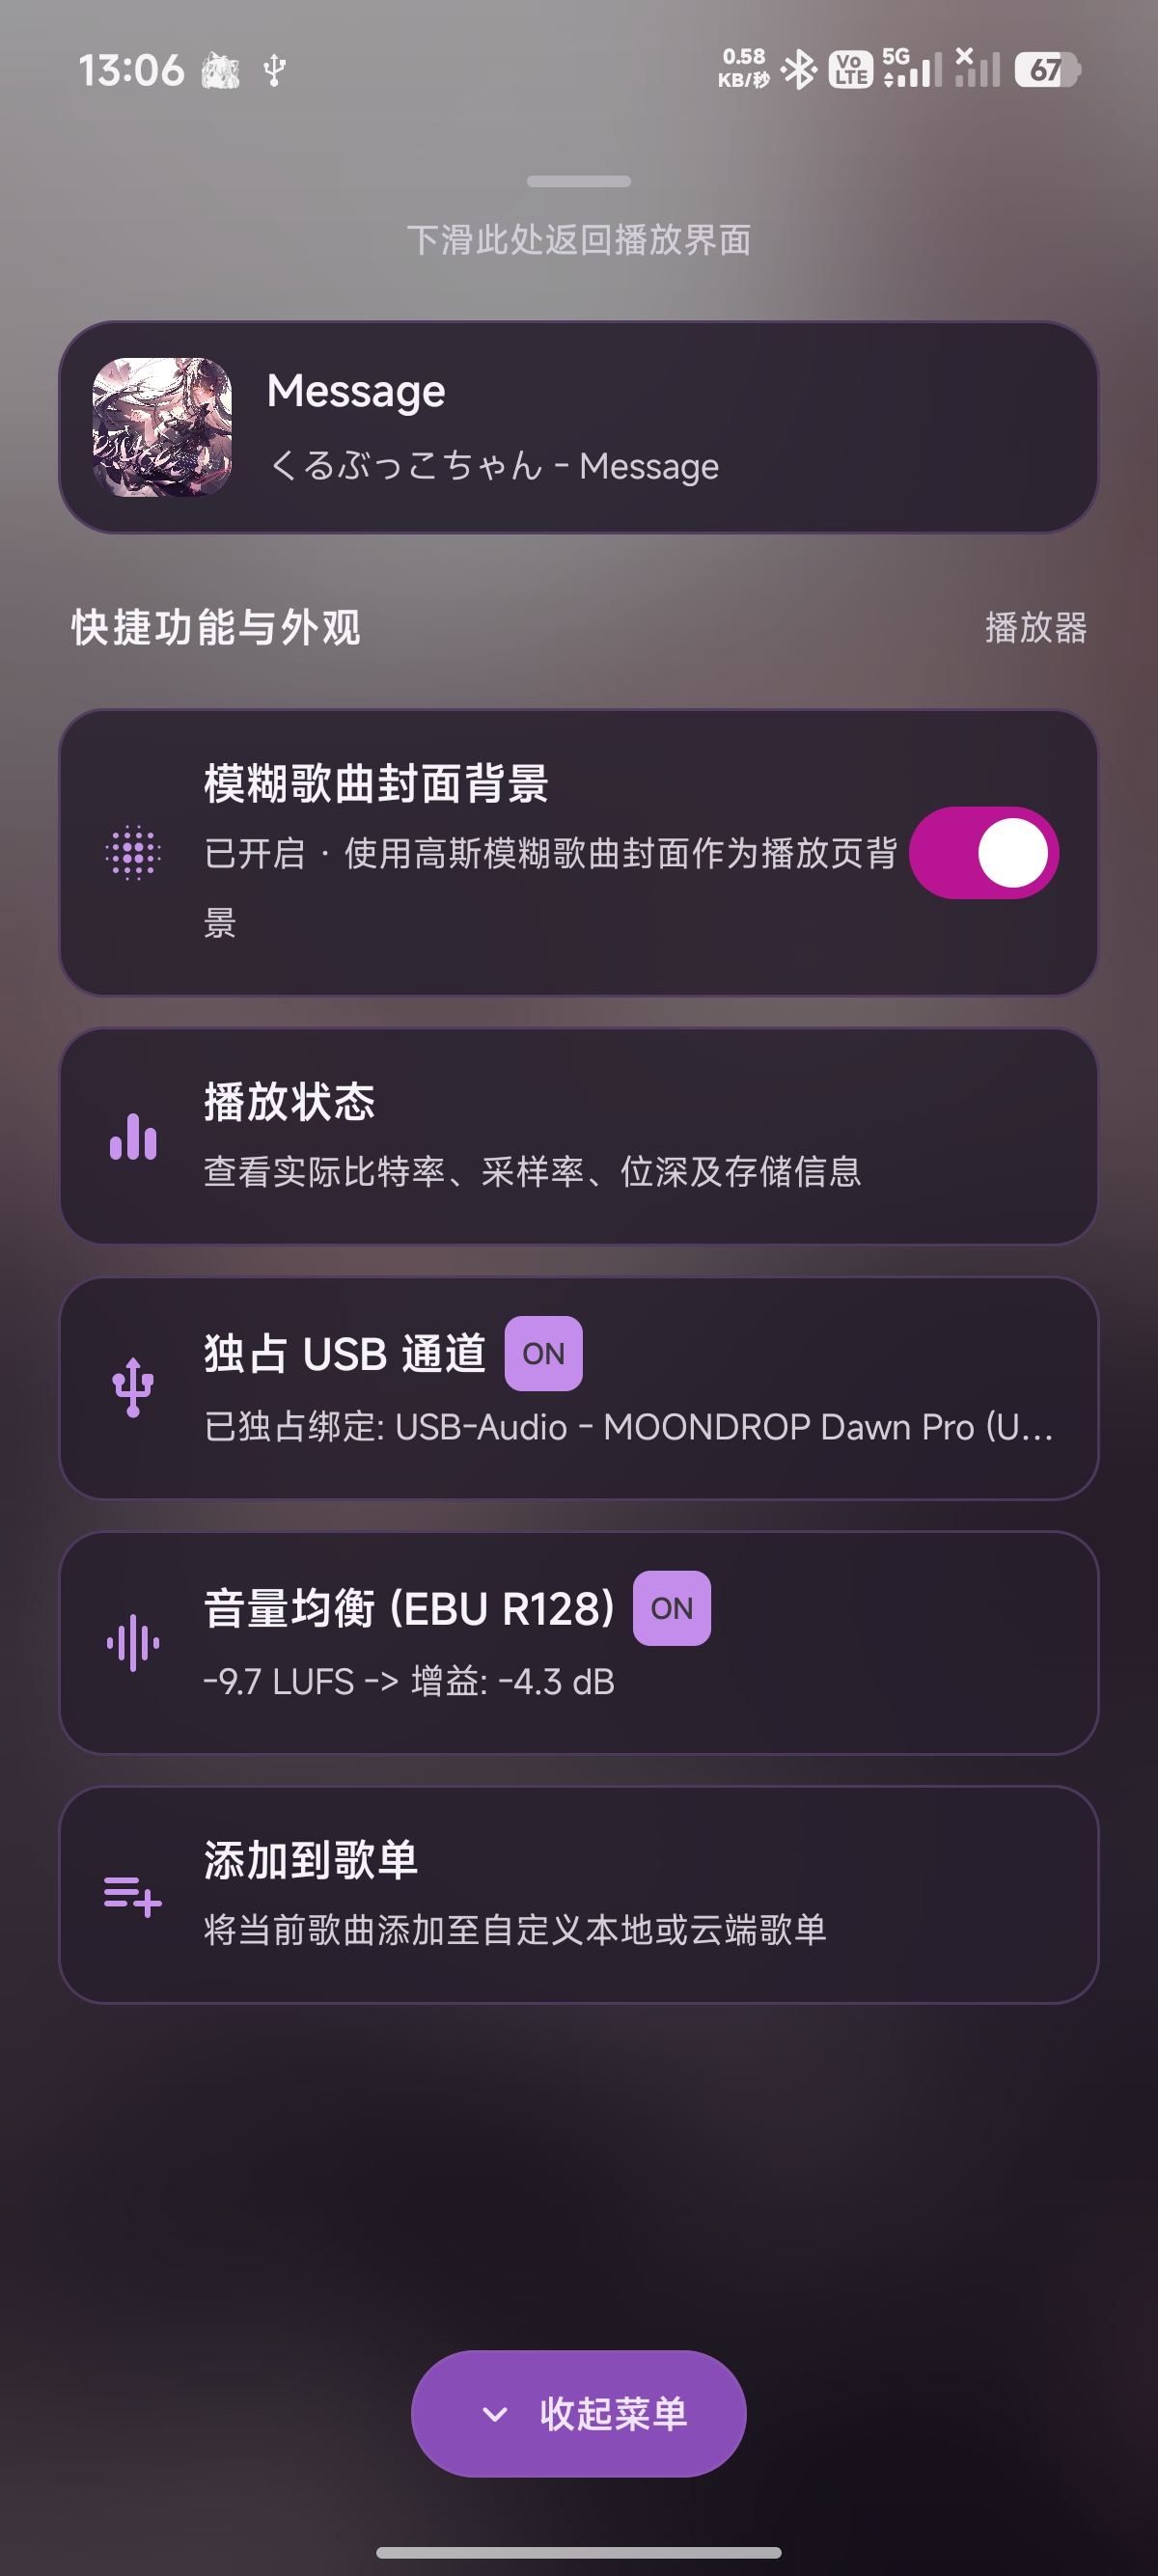 13:06 0.58 KB/秒 Vo LTE 5G 67
下滑此处返回播放界面
Message
くるぶっこちゃん - Message
快捷功能与外观 播放器
模糊歌曲封面背景
已开启 · 使用高斯模糊歌曲封面作为播放页背
景
播放状态
查看实际比特率、采样率、位深及存储信息
独占 USB 通道 ON
已独占绑定: USB-Audio - MOONDROP Dawn Pro (U...
音量均衡 (EBU R128) ON
-9.7 LUFS -> 增益: -4.3 dB
添加到歌单
将当前歌曲添加至自定义本地或云端歌单
收起菜单